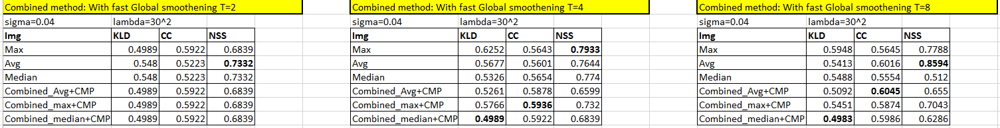 Combined method: With fast Global smoothening T=2
sigma=0.04 lambda=30^2
Img KLD CC NSS
Max 0.4989 0.5922 0.6839
Avg 0.548 0.5223 0.7332
Median 0.548 0.5223 0.7332
Combined_Avg+CMP 0.4989 0.5922 0.6839
Combined_max+CMP 0.4989 0.5922 0.6839
Combined_median+CMP 0.4989 0.5922 0.6839
Combined method: With fast Global smoothening T=4
sigma=0.04 lambda=30^2
Img KLD CC NSS
Max 0.6252 0.5643 0.7933
Avg 0.5677 0.5601 0.7644
Median 0.5326 0.5654 0.774
Combined_Avg+CMP 0.5261 0.5878 0.6599
Combined_max+CMP 0.5766 0.5936 0.732
Combined_median+CMP 0.4989 0.5922 0.6839
Combined method: With fast Global smoothening T=8
sigma=0.04 lambda=30^2
Img KLD CC NSS
Max 0.5948 0.5645 0.7788
Avg 0.5413 0.6016 0.8594
Median 0.5488 0.5554 0.512
Combined_Avg+CMP 0.5092 0.6045 0.655
Combined_max+CMP 0.5451 0.5874 0.7043
Combined_median+CMP 0.4983 0.5986 0.6286